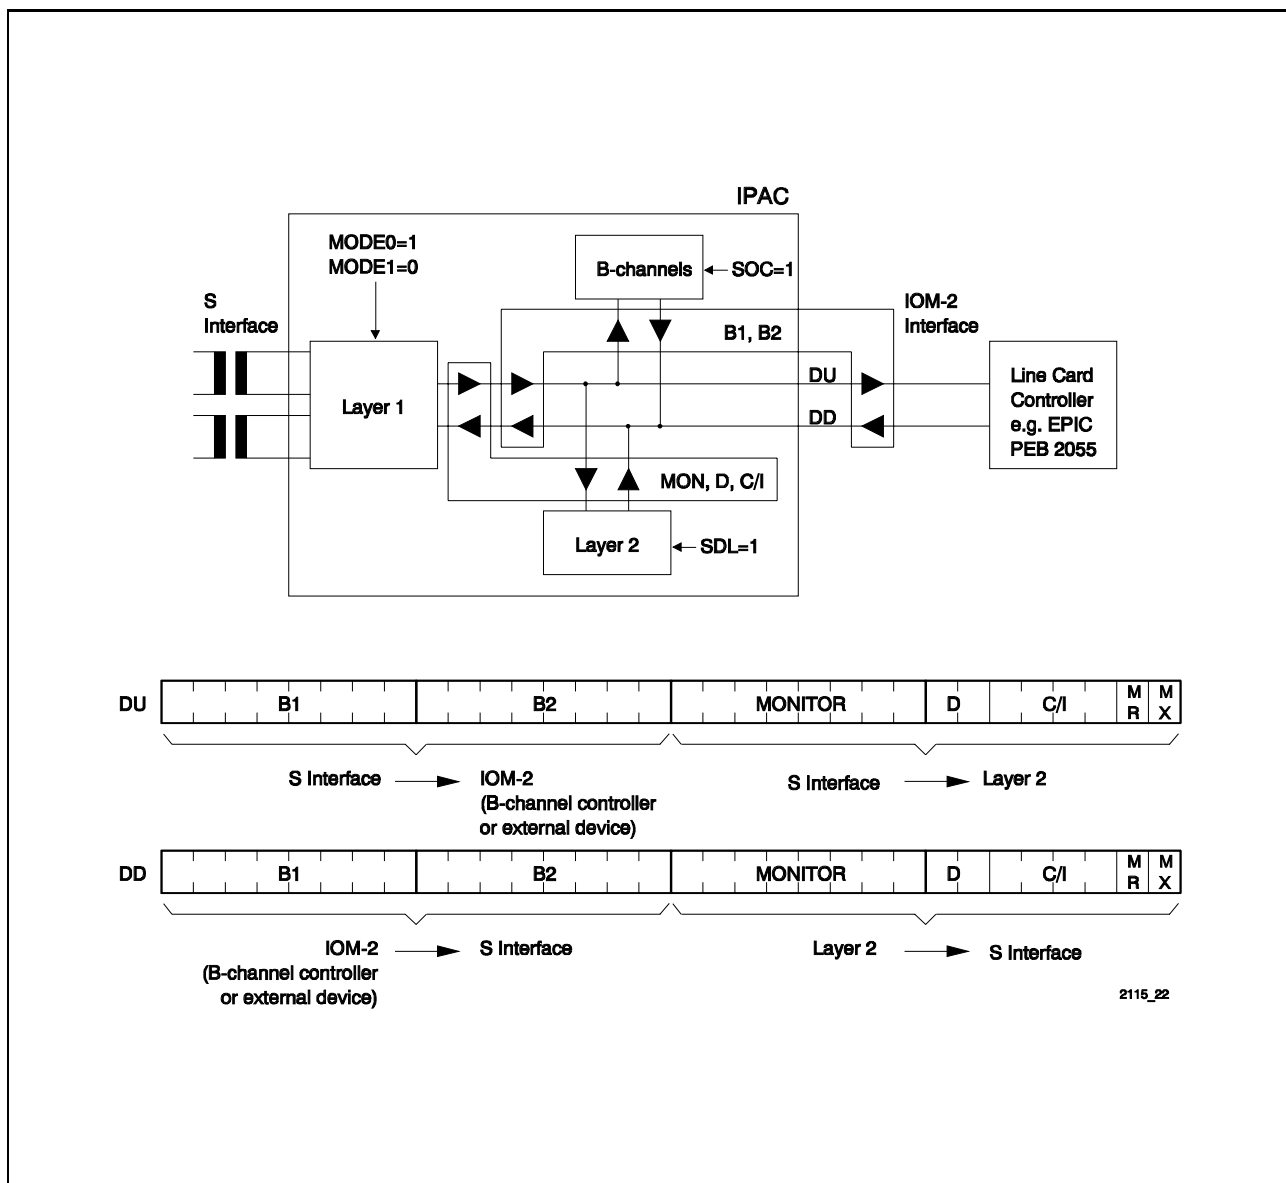 IPAC
MODE0=1
MODE1=0
B-channels
SOC=1
S
Interface
IOM-2
Interface
B1, B2
Layer 1
DU
DD
Line Card
Controller
e.g. EPIC
PEB 2055
MON, D, C/I
Layer 2
SDL=1
DU
B1
B2
MONITOR
D
C/I
M
R
M
X
S Interface
IOM-2
(B-channel controller
or external device)
S Interface
Layer 2
DD
B1
B2
MONITOR
D
C/I
M
R
M
X
IOM-2
(B-channel controller
or external device)
S Interface
Layer 2
S Interface
2115_22